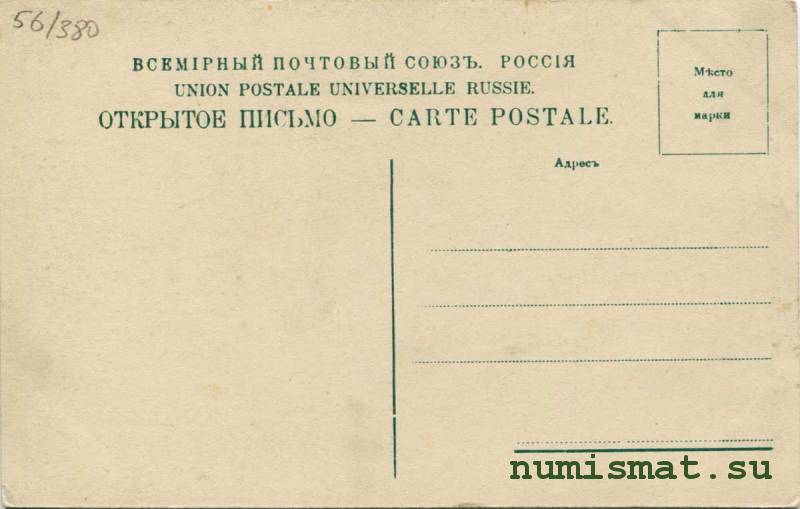 56/380
ВСЕМІРНЫЙ ПОЧТОВЫЙ СОЮЗЪ. РОССІЯ
UNION POSTALE UNIVERSELLE RUSSIE.
ОТКРЫТОЕ ПИСЬМО — CARTE POSTALE.
Мѣсто
для
марки
Адресъ
numismat.su